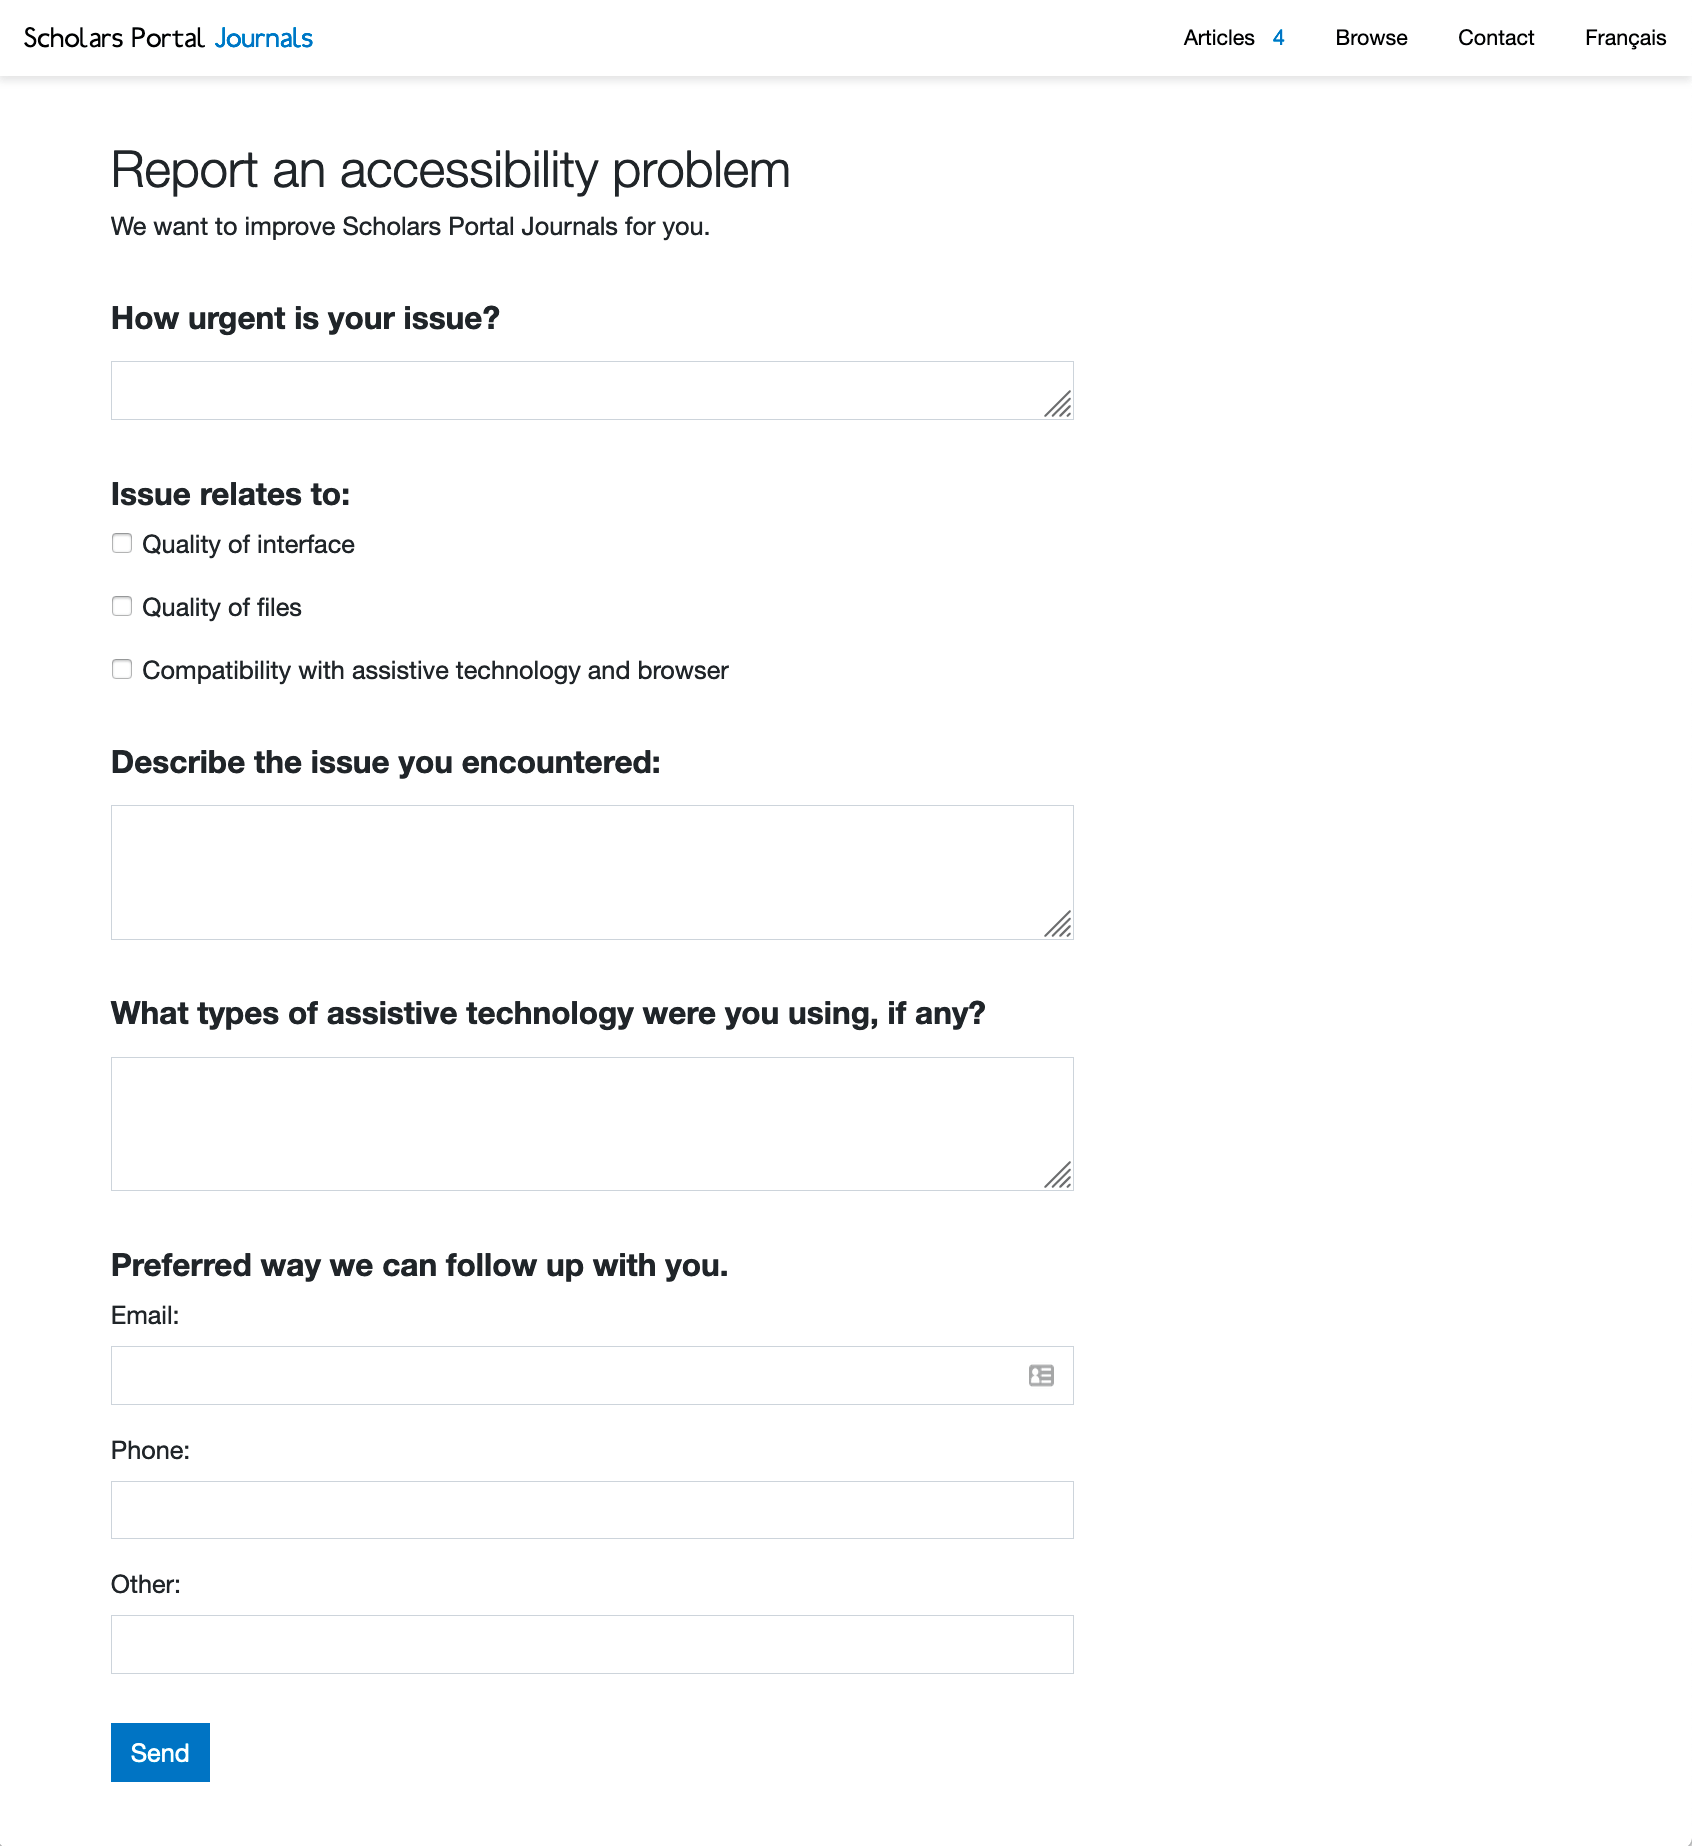 Scholars Portal Journals
Articles 4 Browse Contact Français
Report an accessibility problem
We want to improve Scholars Portal Journals for you.
How urgent is your issue?
Issue relates to:
Quality of interface
Quality of files
Compatibility with assistive technology and browser
Describe the issue you encountered:
What types of assistive technology were you using, if any?
Preferred way we can follow up with you.
Email:
Phone:
Other:
Send